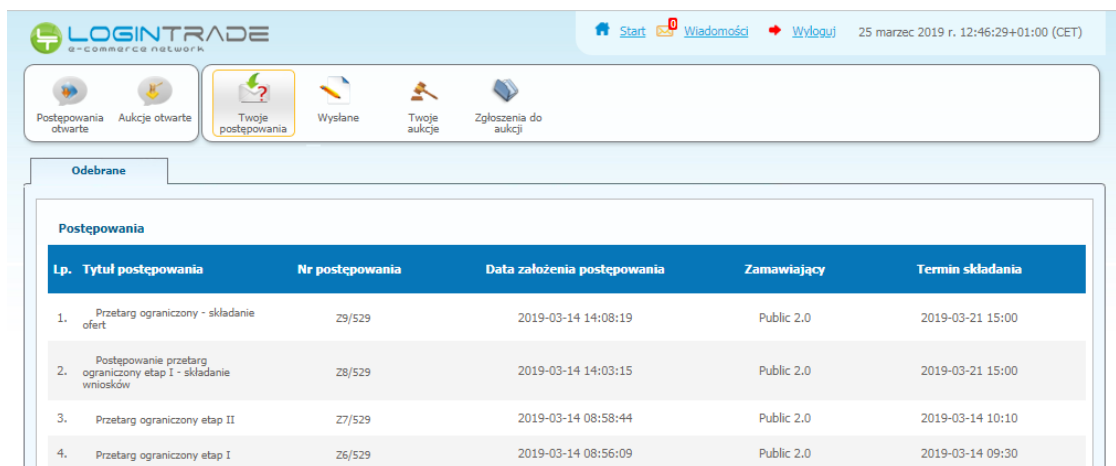 LOGINTRADE
e-commerce network
Start 0 Wiadomości Wyloguj 25 marzec 2019 r. 12:46:29+01:00 (CET)
Postępowania otwarte Aukcje otwarte Twoje postępowania Wysłane Twoje aukcje Zgłoszenia do aukcji
Odebrane
Postępowania
Lp. Tytuł postępowania Nr postępowania Data założenia postępowania Zamawiający Termin składania
1. Przetarg ograniczony - składanie ofert Z9/529 2019-03-14 14:08:19 Public 2.0 2019-03-21 15:00
2. Postępowanie przetarg ograniczony etap I - składanie wniosków Z8/529 2019-03-14 14:03:15 Public 2.0 2019-03-21 15:00
3. Przetarg ograniczony etap II Z7/529 2019-03-14 08:58:44 Public 2.0 2019-03-14 10:10
4. Przetarg ograniczony etap I Z6/529 2019-03-14 08:56:09 Public 2.0 2019-03-14 09:30